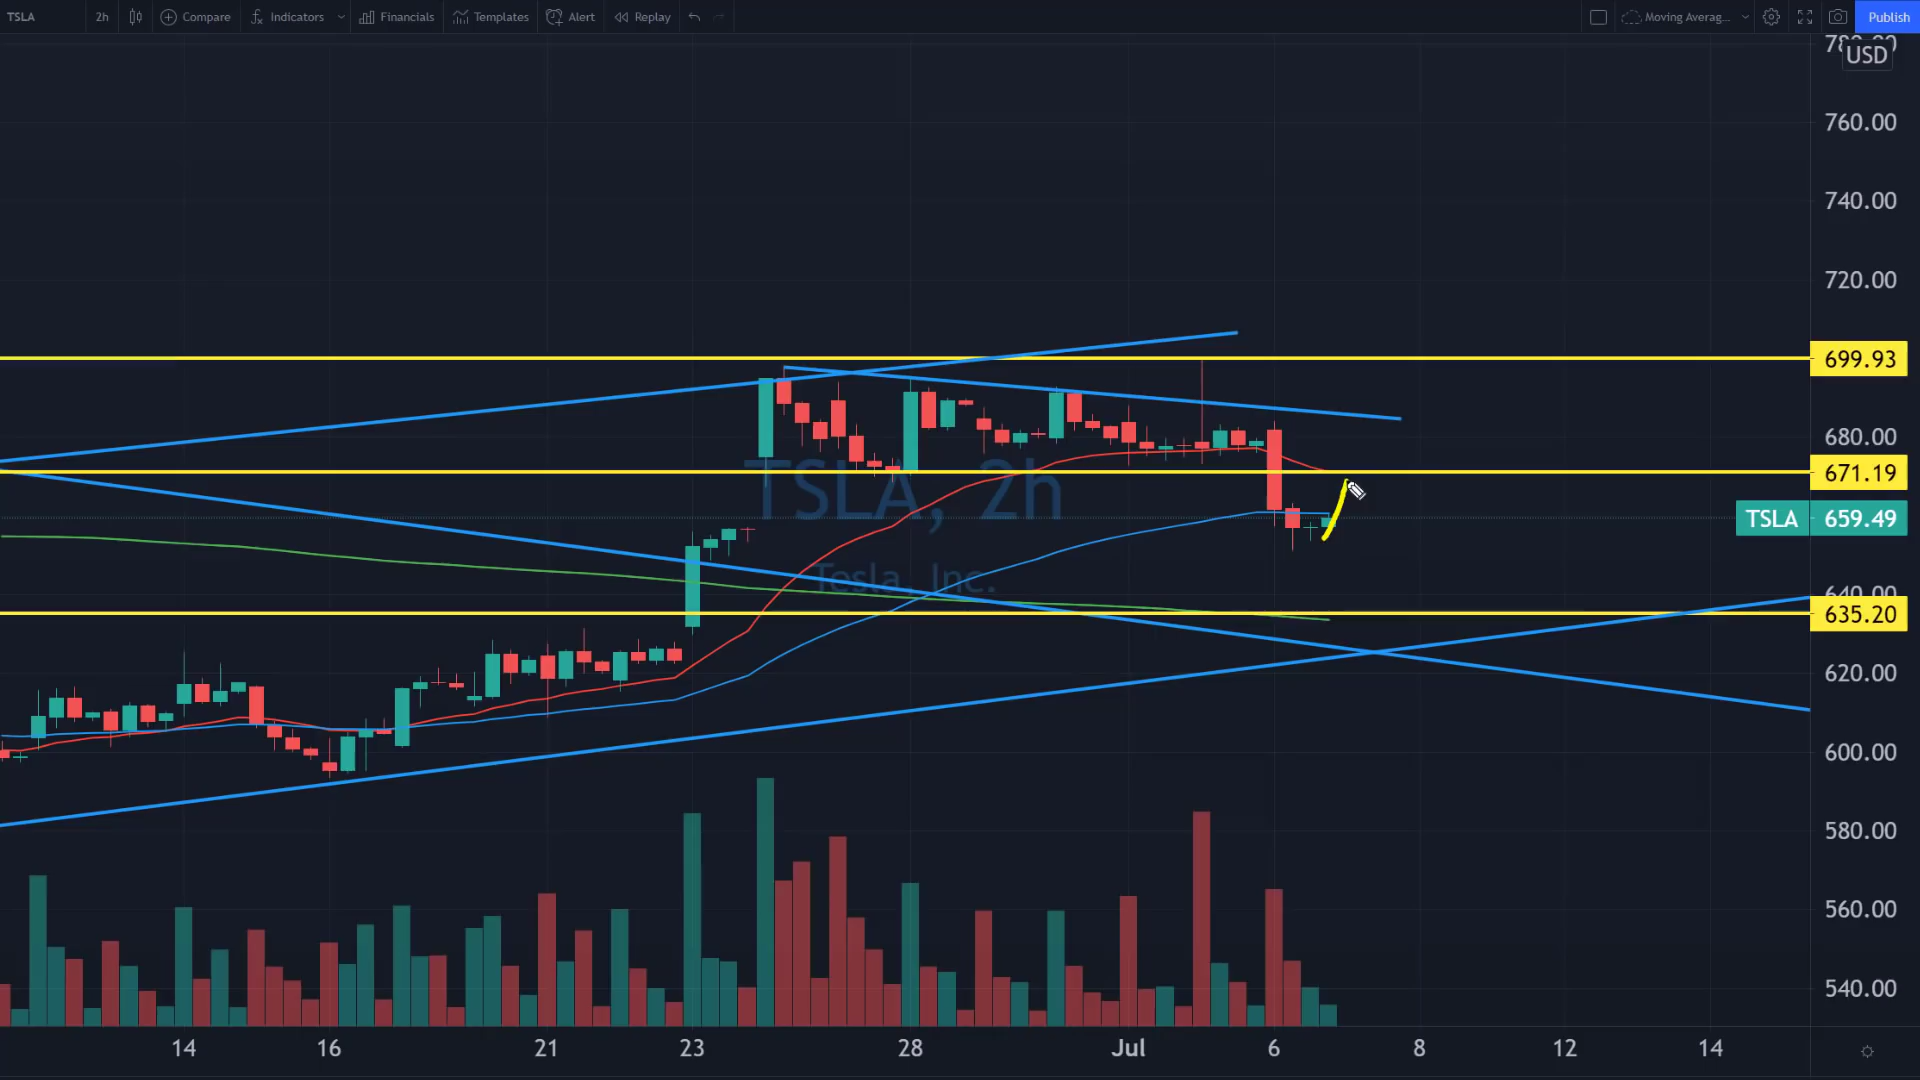 TSLA 2h Compare Indicators Financials Templates Alert Replay Moving Averag... Publish
USD
760.00
740.00
720.00
699.93
680.00
671.19
TSLA 659.49
640.00
635.20
620.00
600.00
580.00
560.00
540.00
TSLA, 2h
Tesla, Inc.
14 16 21 23 28 Jul 6 8 12 14